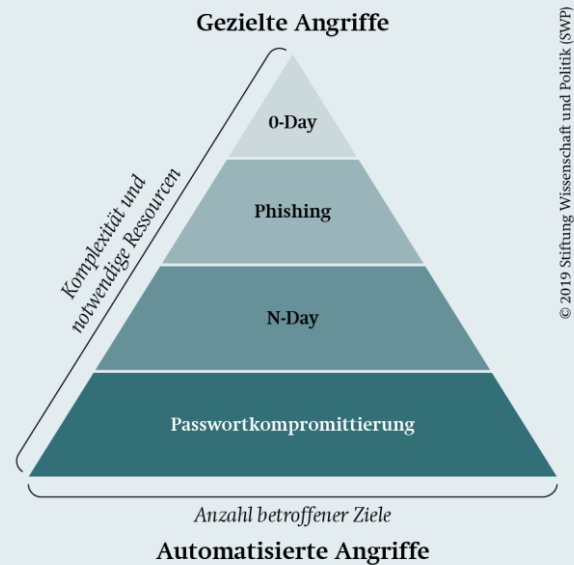 Gezielte Angriffe
0-Day
Phishing
N-Day
Passwortkompromittierung
Komplexität und
notwendige Ressourcen
Anzahl betroffener Ziele
Automatisierte Angriffe
© 2019 Stiftung Wissenschaft und Politik (SWP)